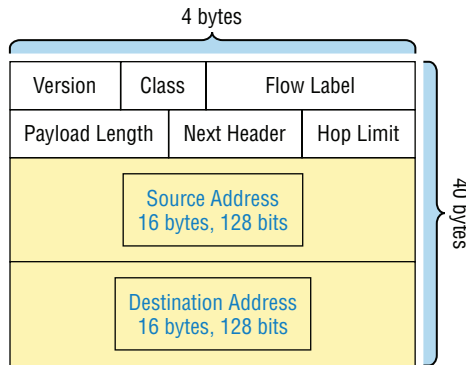 4 bytes
Version Class Flow Label
Payload Length Next Header Hop Limit
40 bytes
Source Address
16 bytes, 128 bits
Destination Address
16 bytes, 128 bits